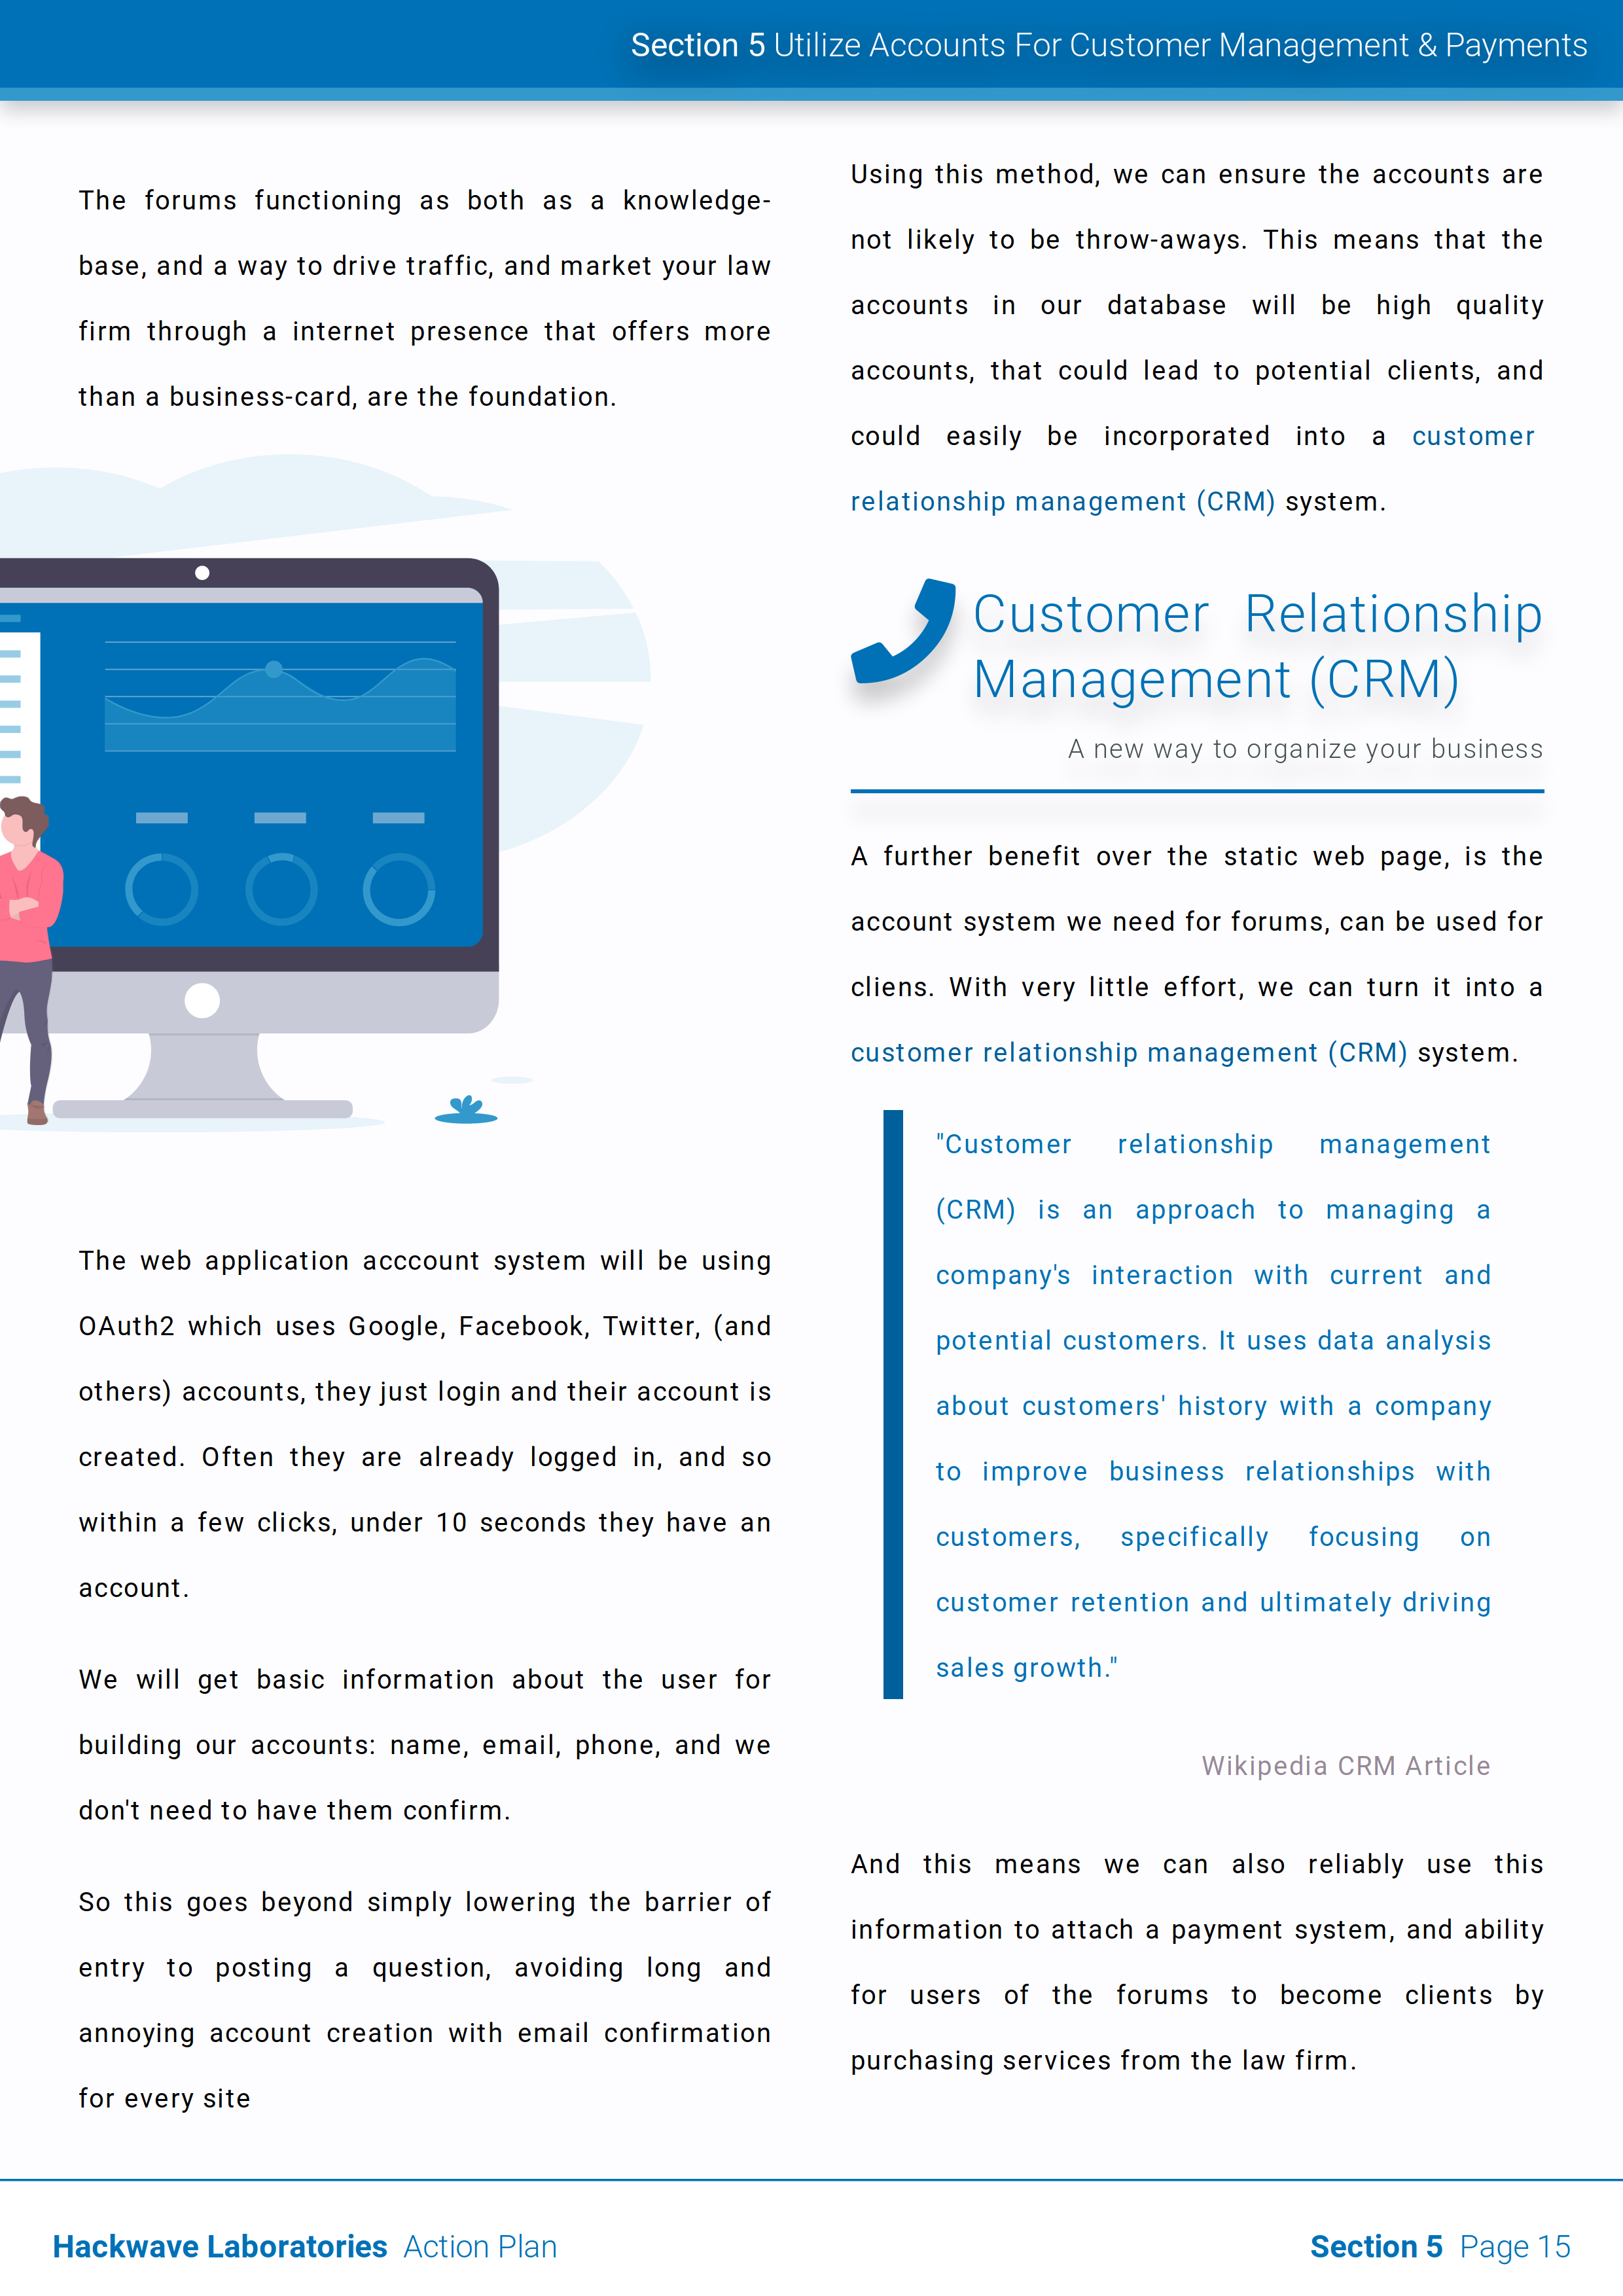 Section 5 Utilize Accounts For Customer Management & Payments
The forums functioning as both as a knowledge-
base, and a way to drive traffic, and market your law
firm through a internet presence that offers more
than a business-card, are the foundation.
The web application acccount system will be using
OAuth2 which uses Google, Facebook, Twitter, (and
others) accounts, they just login and their account is
created. Often they are already logged in, and so
within a few clicks, under 10 seconds they have an
account.
We will get basic information about the user for
building our accounts: name, email, phone, and we
don't need to have them confirm.
So this goes beyond simply lowering the barrier of
entry to posting a question, avoiding long and
annoying account creation with email confirmation
for every site
Using this method, we can ensure the accounts are
not likely to be throw-aways. This means that the
accounts in our database will be high quality
accounts, that could lead to potential clients, and
could easily be incorporated into a customer
relationship management (CRM) system.
Customer Relationship
Management (CRM)
A new way to organize your business
A further benefit over the static web page, is the
account system we need for forums, can be used for
cliens. With very little effort, we can turn it into a
customer relationship management (CRM) system.
"Customer relationship management
(CRM) is an approach to managing a
company's interaction with current and
potential customers. It uses data analysis
about customers' history with a company
to improve business relationships with
customers, specifically focusing on
customer retention and ultimately driving
sales growth."
Wikipedia CRM Article
And this means we can also reliably use this
information to attach a payment system, and ability
for users of the forums to become clients by
purchasing services from the law firm.
Hackwave Laboratories Action Plan
Section 5 Page 15